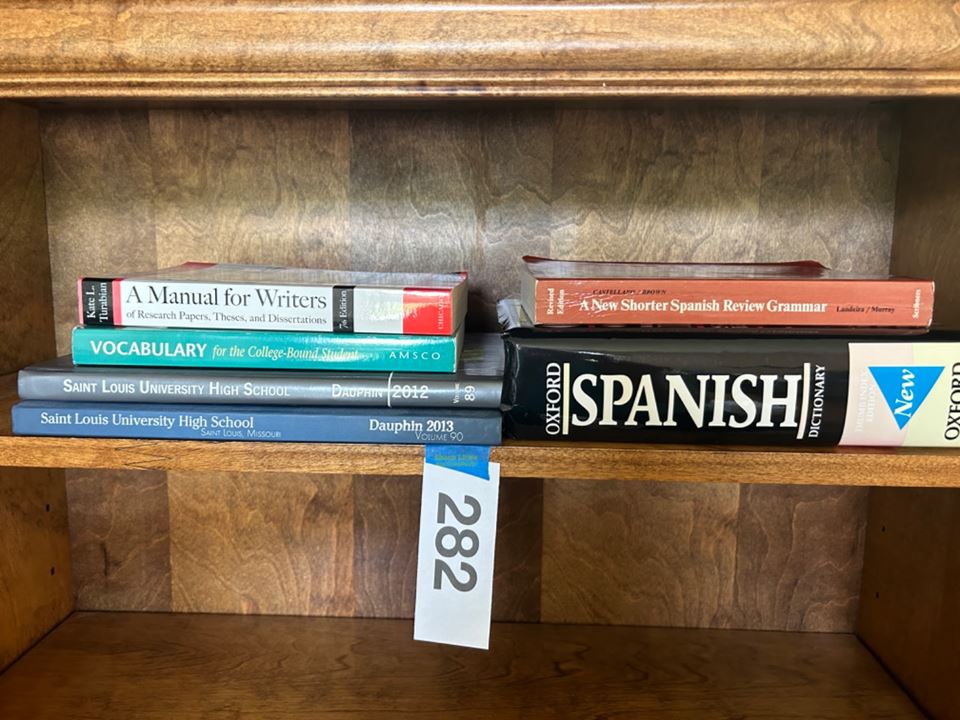 Kate L.
Turabian
A Manual for Writers
of Research Papers, Theses, and Dissertations
7th Edition
CHICAGO
VOCABULARY for the College-Bound Student
AMSCO
SAINT LOUIS UNIVERSITY HIGH SCHOOL
DAUPHIN 2012
VOLUME
89
Saint Louis University High School
SAINT LOUIS, MISSOURI
Dauphin 2013
VOLUME 90
Revised
Edition
CASTELLANO / BROWN
A New Shorter Spanish Review Grammar
Landeira / Murray
Scribners
OXFORD
SPANISH
DICTIONARY
THUMB INDEX
EDITION
New
OXFORD
282